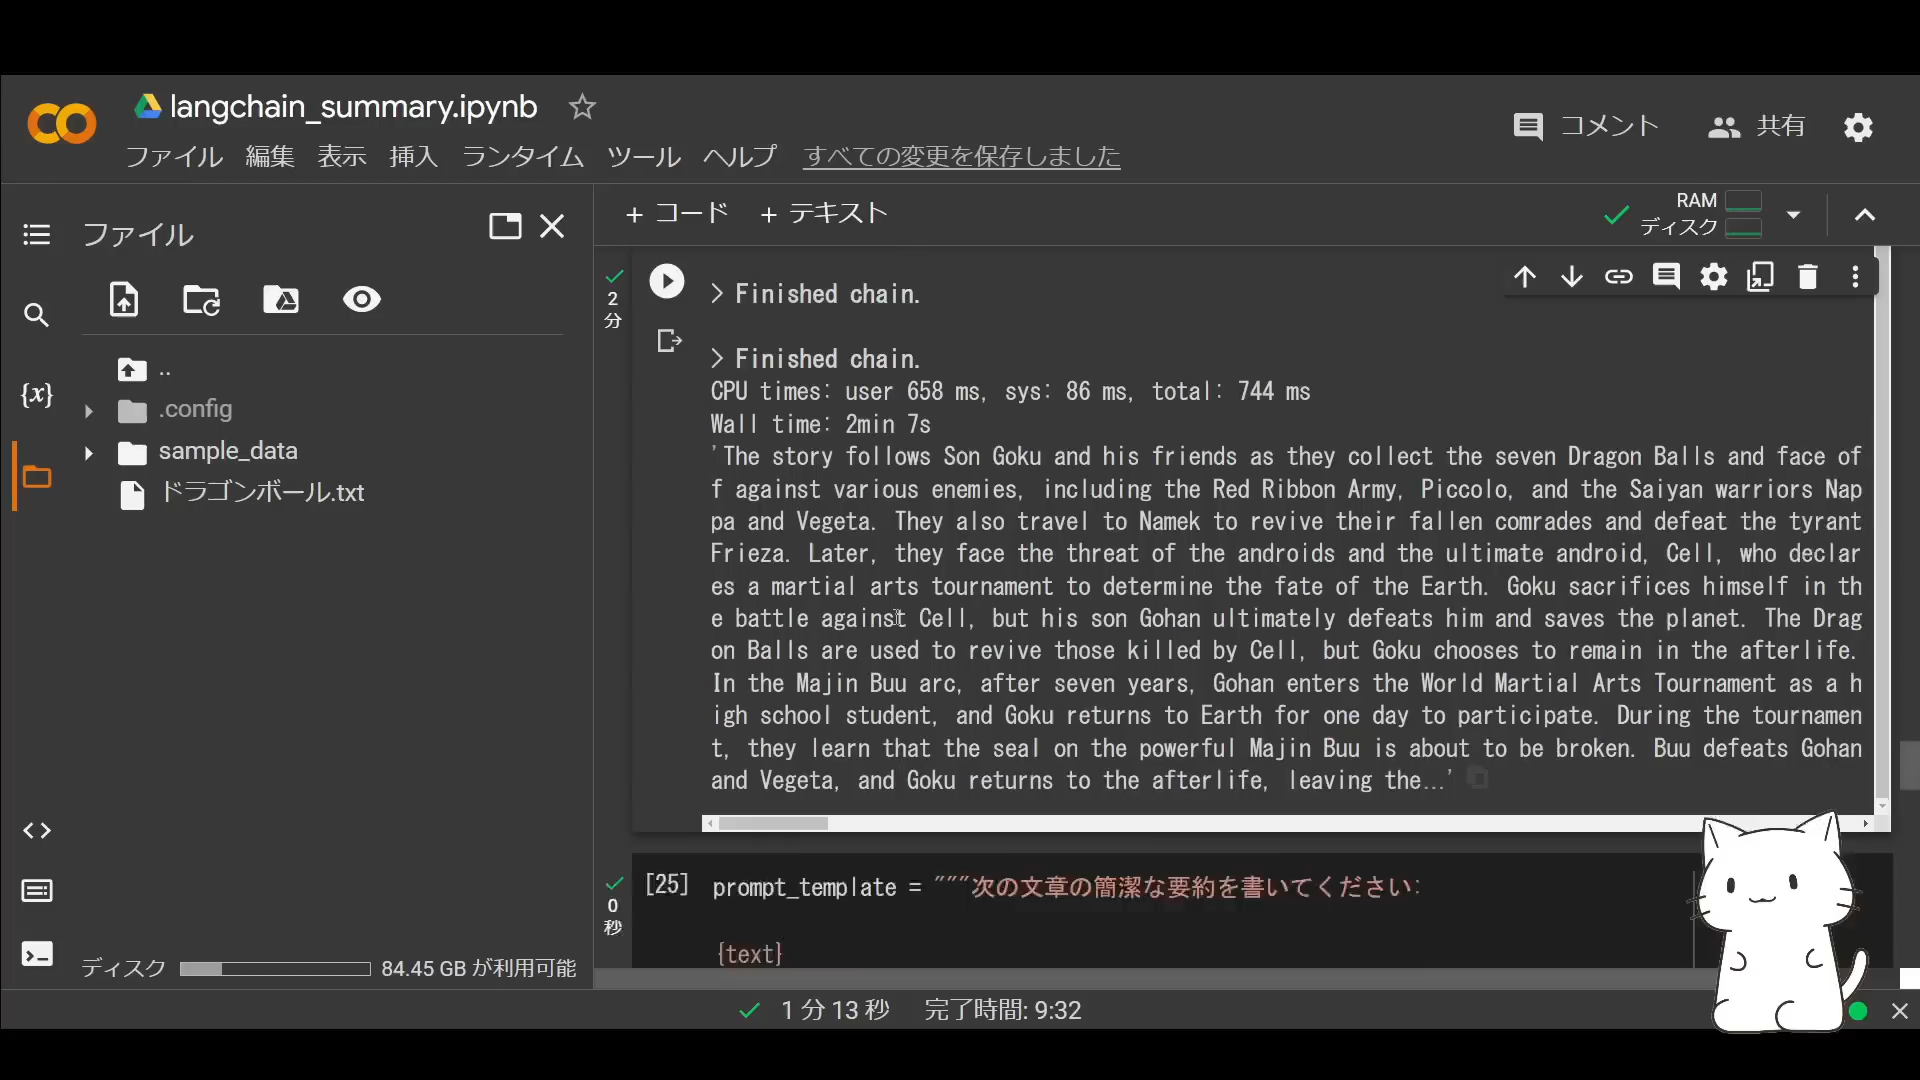 langchain_summary.ipynb
ファイル 編集 表示 挿入 ランタイム ツール ヘルプ すべての変更を保存しました
コメント 共有
ファイル
+ コード + テキスト
RAM
ディスク
..
.config
sample_data
ドラゴンボール.txt
{x}
ディスク 84.45 GB が利用可能
2
分
> Finished chain.
> Finished chain.
CPU times: user 658 ms, sys: 86 ms, total: 744 ms
Wall time: 2min 7s
'The story follows Son Goku and his friends as they collect the seven Dragon Balls and face of
f against various enemies, including the Red Ribbon Army, Piccolo, and the Saiyan warriors Nap
pa and Vegeta. They also travel to Namek to revive their fallen comrades and defeat the tyrant
Frieza. Later, they face the threat of the androids and the ultimate android, Cell, who declar
es a martial arts tournament to determine the fate of the Earth. Goku sacrifices himself in th
e battle against Cell, but his son Gohan ultimately defeats him and saves the planet. The Drag
on Balls are used to revive those killed by Cell, but Goku chooses to remain in the afterlife.
In the Majin Buu arc, after seven years, Gohan enters the World Martial Arts Tournament as a h
igh school student, and Goku returns to Earth for one day to participate. During the tournamen
t, they learn that the seal on the powerful Majin Buu is about to be broken. Buu defeats Gohan
and Vegeta, and Goku returns to the afterlife, leaving the...'
0
秒
[25] prompt_template = """次の文章の簡潔な要約を書いてください:
{text}
1 分 13 秒 完了時間: 9:32